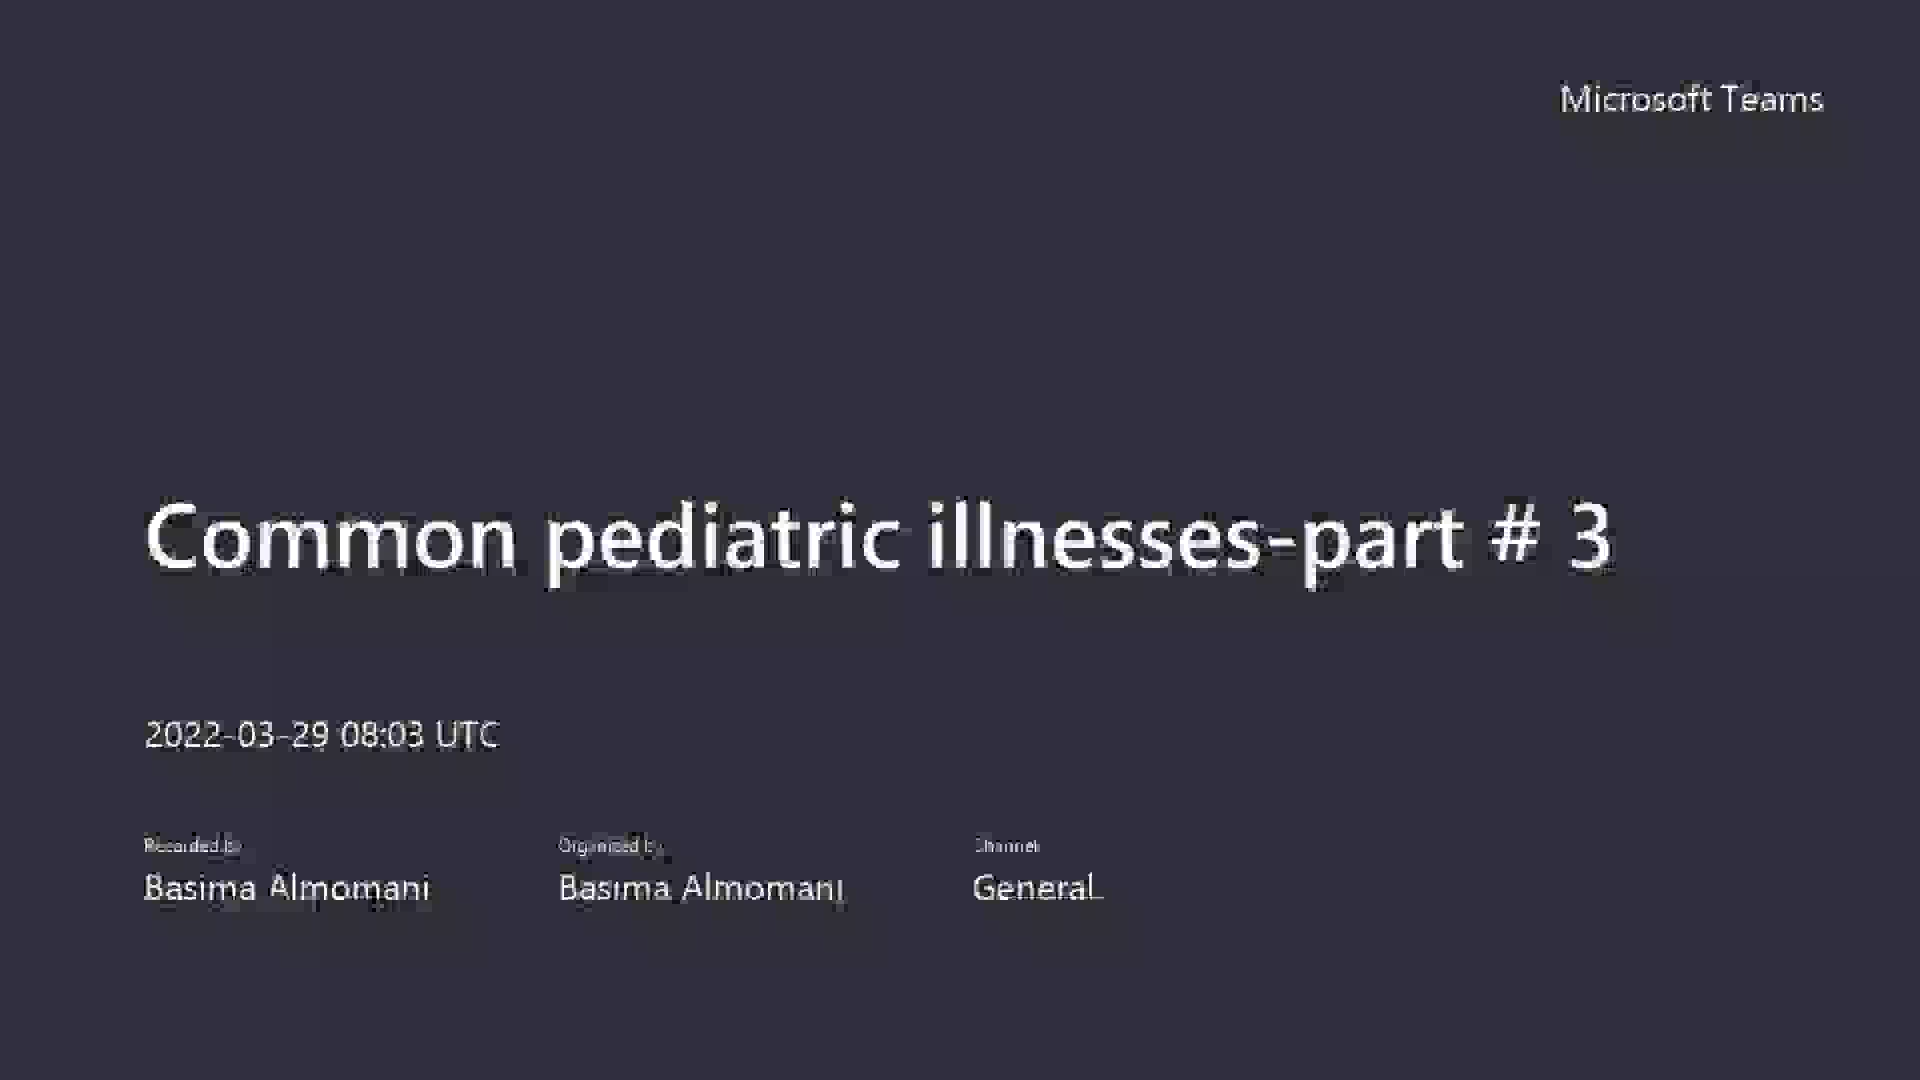 Microsoft Teams
Common pediatric illnesses-part # 3
2022-03-29 08:03 UTC
Recorded by
Organized by
Channel
Basima Almomani
Basima Almomani
General